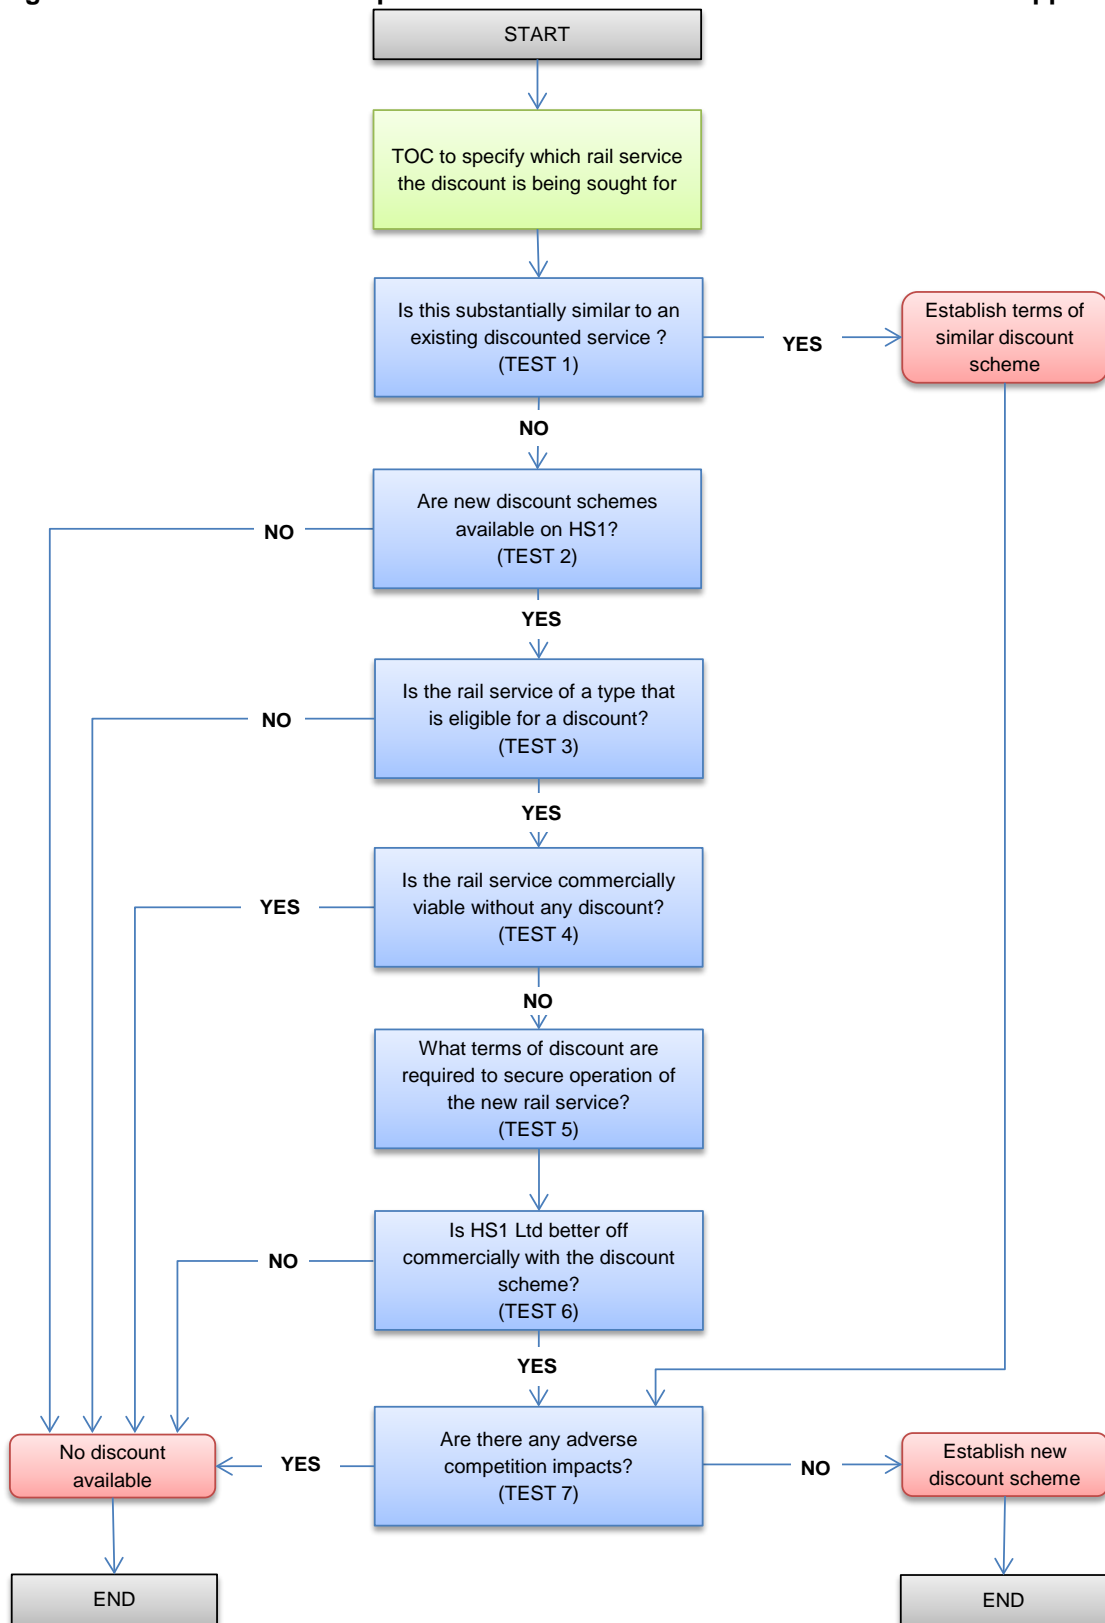 START
TOC to specify which rail service
the discount is being sought for
Is this substantially similar to an
existing discounted service ?
(TEST 1)
YES
Establish terms of
similar discount
scheme
NO
Are new discount schemes
available on HS1?
(TEST 2)
NO
YES
Is the rail service of a type that
is eligible for a discount?
(TEST 3)
NO
YES
Is the rail service commercially
viable without any discount?
(TEST 4)
YES
NO
What terms of discount are
required to secure operation of
the new rail service?
(TEST 5)
Is HS1 Ltd better off
commercially with the discount
scheme?
(TEST 6)
NO
YES
No discount
available
YES
Are there any adverse
competition impacts?
(TEST 7)
NO
Establish new
discount scheme
END
END